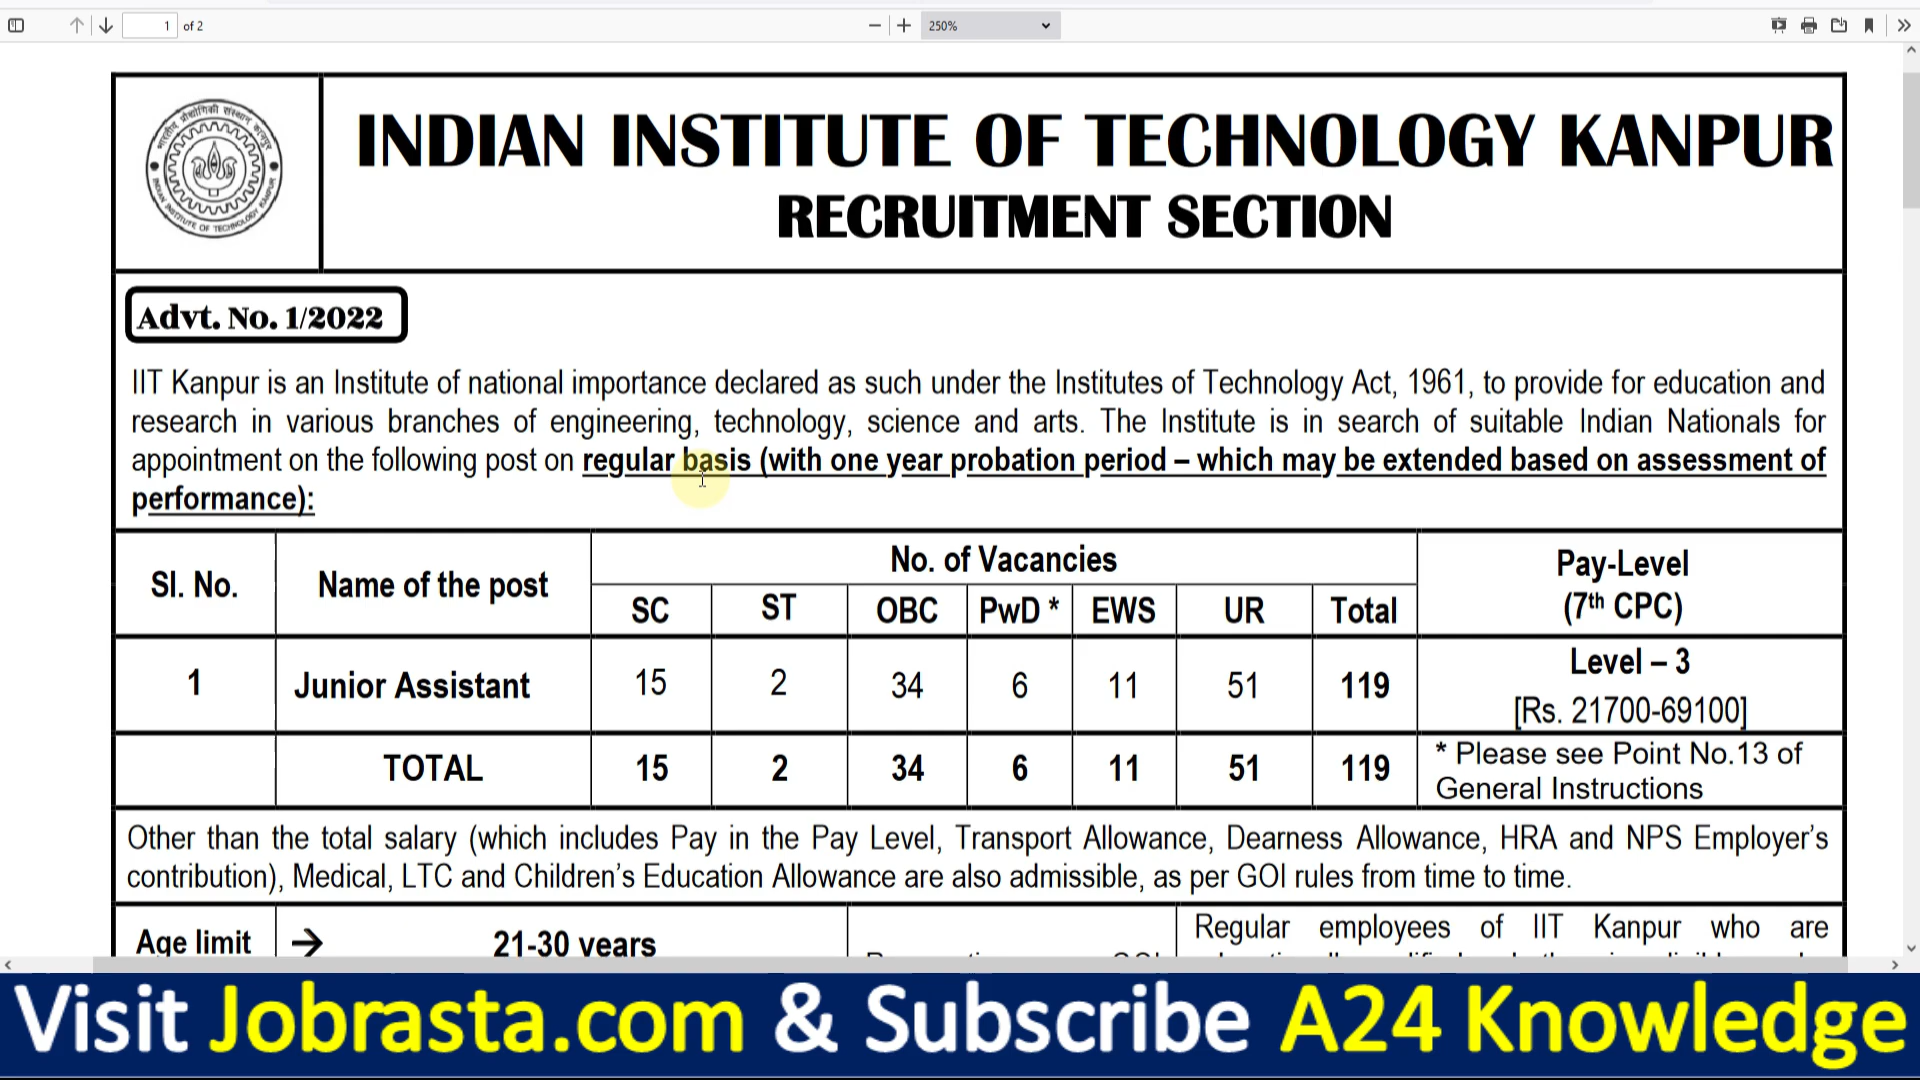 1 of 2 250%
भारतीय प्रौद्योगिकी संस्थान कानपुर
INDIAN INSTITUTE OF TECHNOLOGY KANPUR
INDIAN INSTITUTE OF TECHNOLOGY KANPUR
RECRUITMENT SECTION
Advt. No. 1/2022
IIT Kanpur is an Institute of national importance declared as such under the Institutes of Technology Act, 1961, to provide for education and
research in various branches of engineering, technology, science and arts. The Institute is in search of suitable Indian Nationals for
appointment on the following post on regular basis (with one year probation period – which may be extended based on assessment of
performance):
Sl. No. Name of the post No. of Vacancies Pay-Level
(7th CPC)
SC ST OBC PwD * EWS UR Total
1 Junior Assistant 15 2 34 6 11 51 119 Level – 3
[Rs. 21700-69100]
TOTAL 15 2 34 6 11 51 119 * Please see Point No.13 of
General Instructions
Other than the total salary (which includes Pay in the Pay Level, Transport Allowance, Dearness Allowance, HRA and NPS Employer’s
contribution), Medical, LTC and Children’s Education Allowance are also admissible, as per GOI rules from time to time.
Age limit → 21-30 years Regular employees of IIT Kanpur who are
Visit Jobrasta.com & Subscribe A24 Knowledge